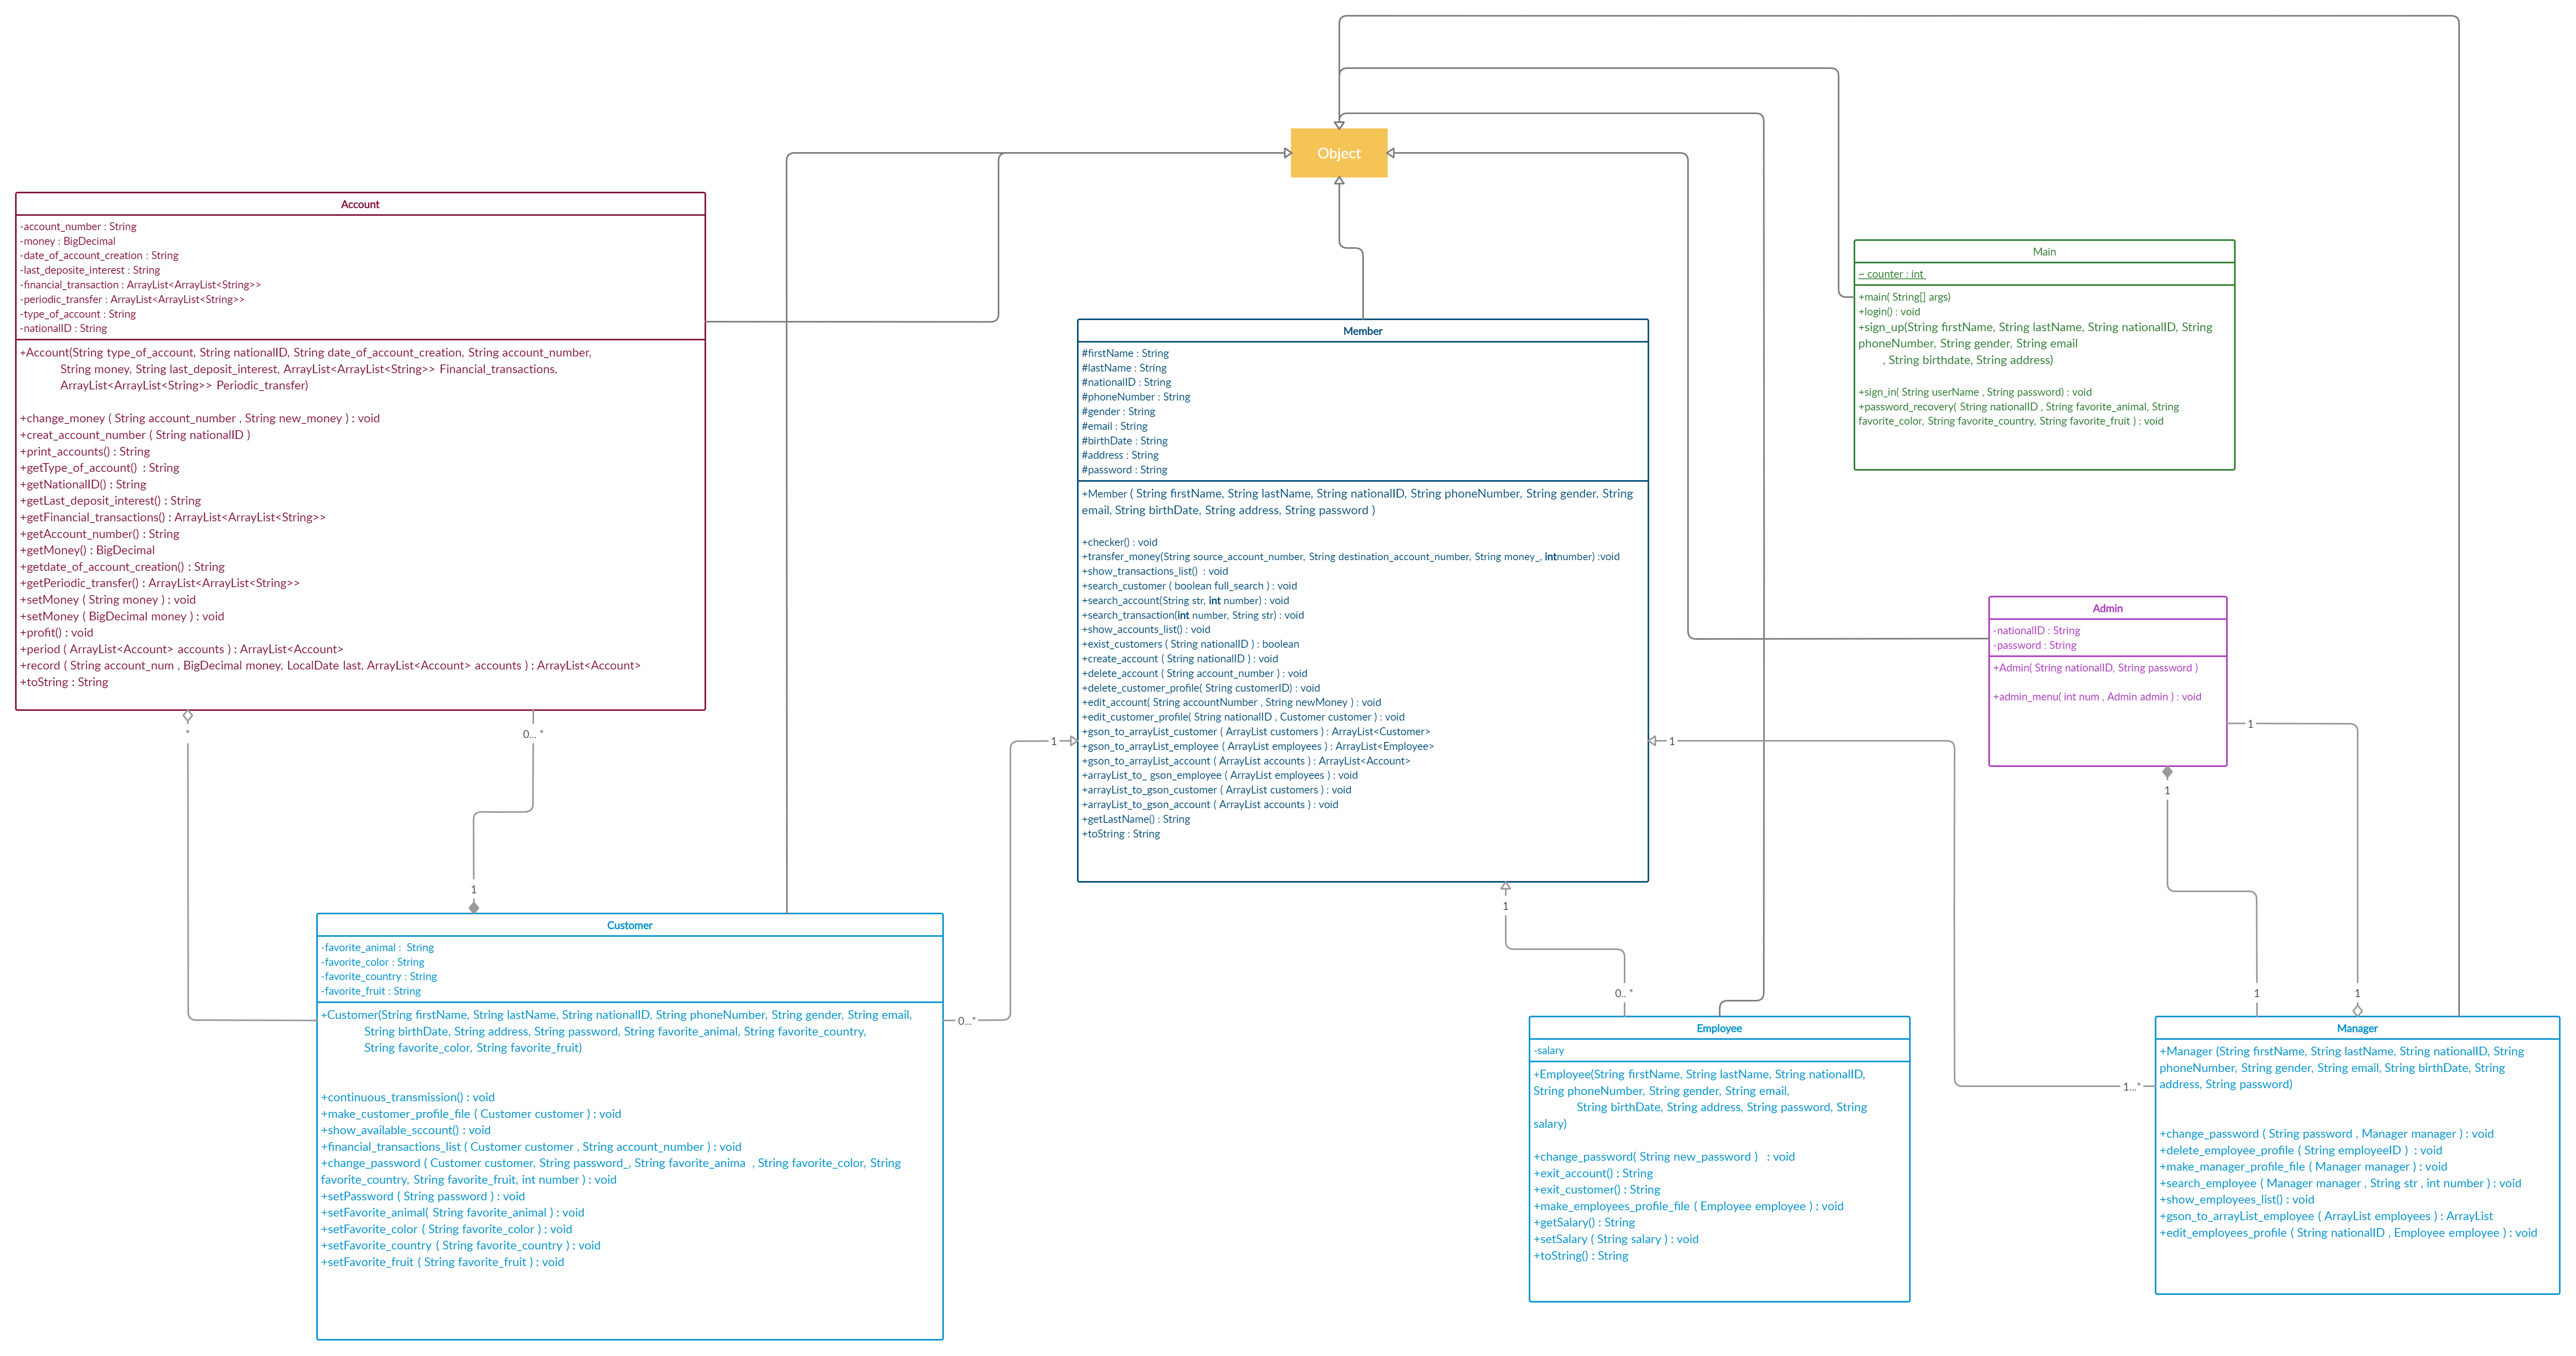 Object
Account
-account_number : String
-money : BigDecimal
-date_of_account_creation : String
-last_deposite_interest : String
-financial_transaction : ArrayList<ArrayList<String>>
-periodic_transfer : ArrayList<ArrayList<String>>
-type_of_account : String
-nationalID : String
+Account(String type_of_account, String nationalID, String date_of_account_creation, String account_number,
String money, String last_deposit_interest, ArrayList<ArrayList<String>> Financial_transactions,
ArrayList<ArrayList<String>> Periodic_transfer)
+change_money ( String account_number , String new_money ) : void
+creat_account_number ( String nationalID )
+print_accounts() : String
+getType_of_account()  : String
+getNationalID() : String
+getLast_deposit_interest() : String
+getFinancial_transactions() : ArrayList<ArrayList<String>>
+getAccount_number() : String
+getMoney() : BigDecimal
+getdate_of_account_creation() : String
+getPeriodic_transfer() : ArrayList<ArrayList<String>>
+setMoney ( String money ) : void
+setMoney ( BigDecimal money ) : void
+profit() : void
+period ( ArrayList<Account> accounts ) : ArrayList<Account>
+record ( String account_num , BigDecimal money, LocalDate last, ArrayList<Account> accounts ) : ArrayList<Account>
+toString : String
*
0... *
1
Main
~ counter : int
+main( String[] args)
+login() : void
+sign_up(String firstName, String lastName, String nationalID, String
phoneNumber, String gender, String email
, String birthdate, String address)
+sign_in( String userName , String password) : void
+password_recovery( String nationalID , String favorite_animal, String
favorite_color, String favorite_country, String favorite_fruit ) : void
Member
#firstName : String
#lastName : String
#nationalID : String
#phoneNumber : String
#gender : String
#email : String
#birthDate : String
#address : String
#password : String
+Member ( String firstName, String lastName, String nationalID, String phoneNumber, String gender, String
email, String birthDate, String address, String password )
+checker() : void
+transfer_money(String source_account_number, String destination_account_number, String money_, intnumber) :void
+show_transactions_list()  : void
+search_customer ( boolean full_search ) : void
+search_account(String str, int number) : void
+search_transaction(int number, String str) : void
+show_accounts_list() : void
+exist_customers ( String nationalID ) : boolean
+create_account ( String nationalID ) : void
+delete_account ( String account_number ) : void
+delete_customer_profile( String customerID) : void
+edit_account( String accountNumber , String newMoney ) : void
+edit_customer_profile( String nationalID , Customer customer ) : void
+gson_to_arrayList_customer ( ArrayList customers ) : ArrayList<Customer>
+gson_to_arrayList_employee ( ArrayList employees ) : ArrayList<Employee>
+gson_to_arrayList_account ( ArrayList accounts ) : ArrayList<Account>
+arrayList_to_ gson_employee ( ArrayList employees ) : void
+arrayList_to_gson_customer ( ArrayList customers ) : void
+arrayList_to_gson_account ( ArrayList accounts ) : void
+getLastName() : String
+toString : String
1
1
1
Admin
-nationalID : String
-password : String
+Admin( String nationalID, String password )
+admin_menu( int num , Admin admin ) : void
1
1
Customer
-favorite_animal :  String
-favorite_color : String
-favorite_country : String
-favorite_fruit : String
+Customer(String firstName, String lastName, String nationalID, String phoneNumber, String gender, String email,
String birthDate, String address, String password, String favorite_animal, String favorite_country,
String favorite_color, String favorite_fruit)
+continuous_transmission() : void
+make_customer_profile_file ( Customer customer ) : void
+show_available_sccount() : void
+financial_transactions_list ( Customer customer , String account_number ) : void
+change_password ( Customer customer, String password_, String favorite_anima  , String favorite_color, String
favorite_country, String favorite_fruit, int number ) : void
+setPassword ( String password ) : void
+setFavorite_animal( String favorite_animal ) : void
+setFavorite_color ( String favorite_color ) : void
+setFavorite_country ( String favorite_country ) : void
+setFavorite_fruit ( String favorite_fruit ) : void
0...*
0.. *
Employee
-salary
+Employee(String firstName, String lastName, String nationalID,
String phoneNumber, String gender, String email,
String birthDate, String address, String password, String
salary)
+change_password( String new_password )   : void
+exit_account() : String
+exit_customer() : String
+make_employees_profile_file ( Employee employee ) : void
+getSalary() : String
+setSalary ( String salary ) : void
+toString() : String
1
1
1...*
Manager
+Manager (String firstName, String lastName, String nationalID, String
phoneNumber, String gender, String email, String birthDate, String
address, String password)
+change_password ( String password , Manager manager ) : void
+delete_employee_profile ( String employeeID )  : void
+make_manager_profile_file ( Manager manager ) : void
+search_employee ( Manager manager , String str , int number ) : void
+show_employees_list() : void
+gson_to_arrayList_employee ( ArrayList employees ) : ArrayList
+edit_employees_profile ( String nationalID , Employee employee ) : void